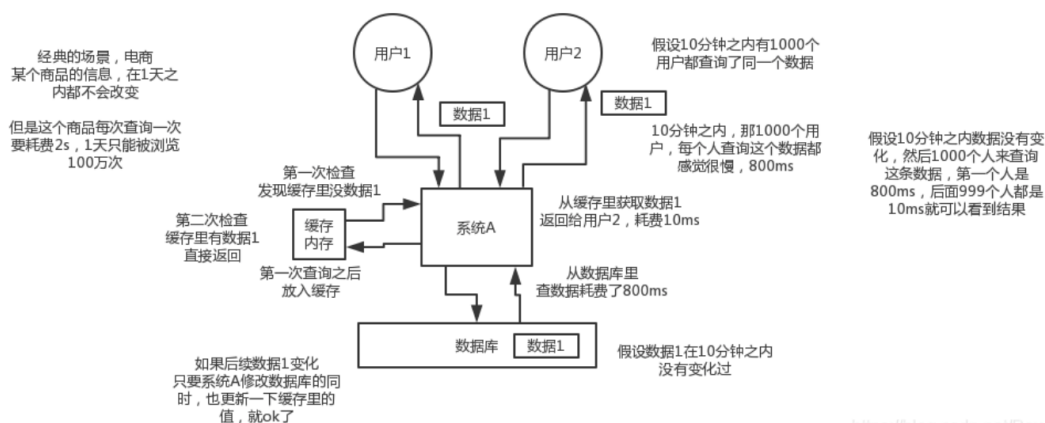 经典的场景，电商
某个商品的信息，在1天之
内都不会改变
但是这个商品每次查询一次
要耗费2s，1天只能被浏览
100万次
用户1
用户2
数据1
数据1
假设10分钟之内有1000个
用户都查询了同一个数据
10分钟之内，那1000个用
户，每个人查询这个数据都
感觉很慢，800ms
假设10分钟之内数据没有变
化，然后1000个人来查询
这条数据，第一个人是
800ms，后面999个人都是
10ms就可以看到结果
第一次检查
发现缓存里没数据1
第二次检查
缓存里有数据1
直接返回
缓存
内存
系统A
从缓存里获取数据1
返回给用户2，耗费10ms
第一次查询之后
放入缓存
从数据库里
查数据耗费了800ms
数据库
数据1
假设数据1在10分钟之内
没有变化过
如果后续数据1变化
只要系统A修改数据库的同
时，也更新一下缓存里的
值，就ok了